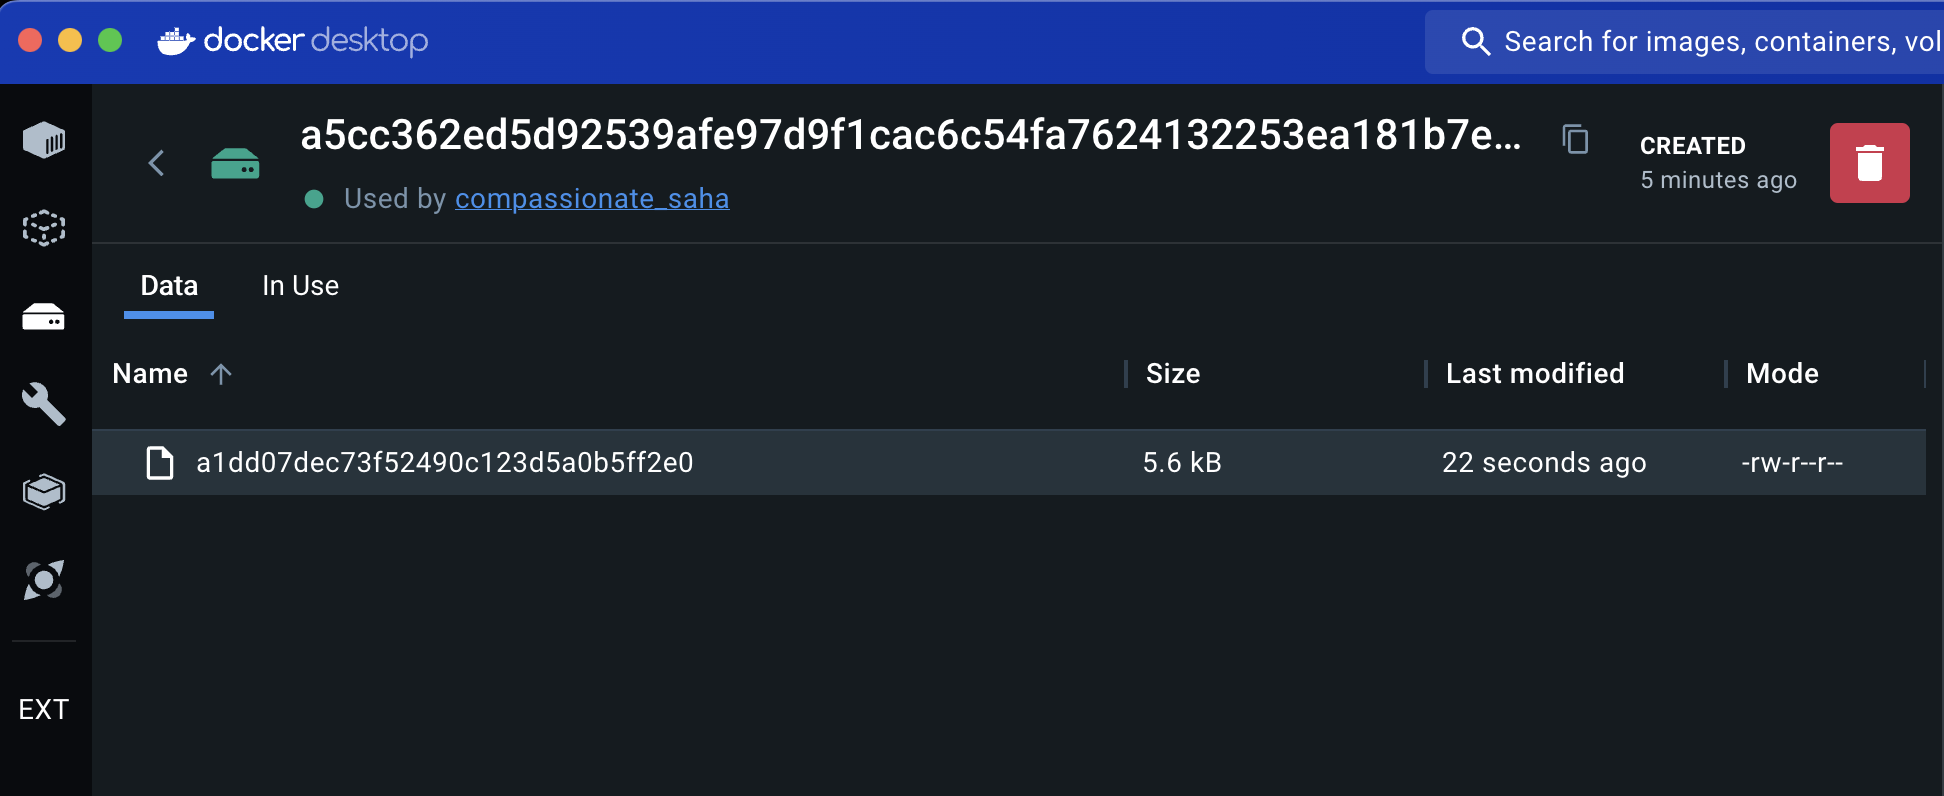 docker desktop
Search for images, containers, vol
a5cc362ed5d92539afe97d9f1cac6c54fa7624132253ea181b7e...
CREATED
5 minutes ago
Used by compassionate_saha
Data In Use
Name Size Last modified Mode
a1dd07dec73f52490c123d5a0b5ff2e0 5.6 kB 22 seconds ago -rw-r--r--
EXT